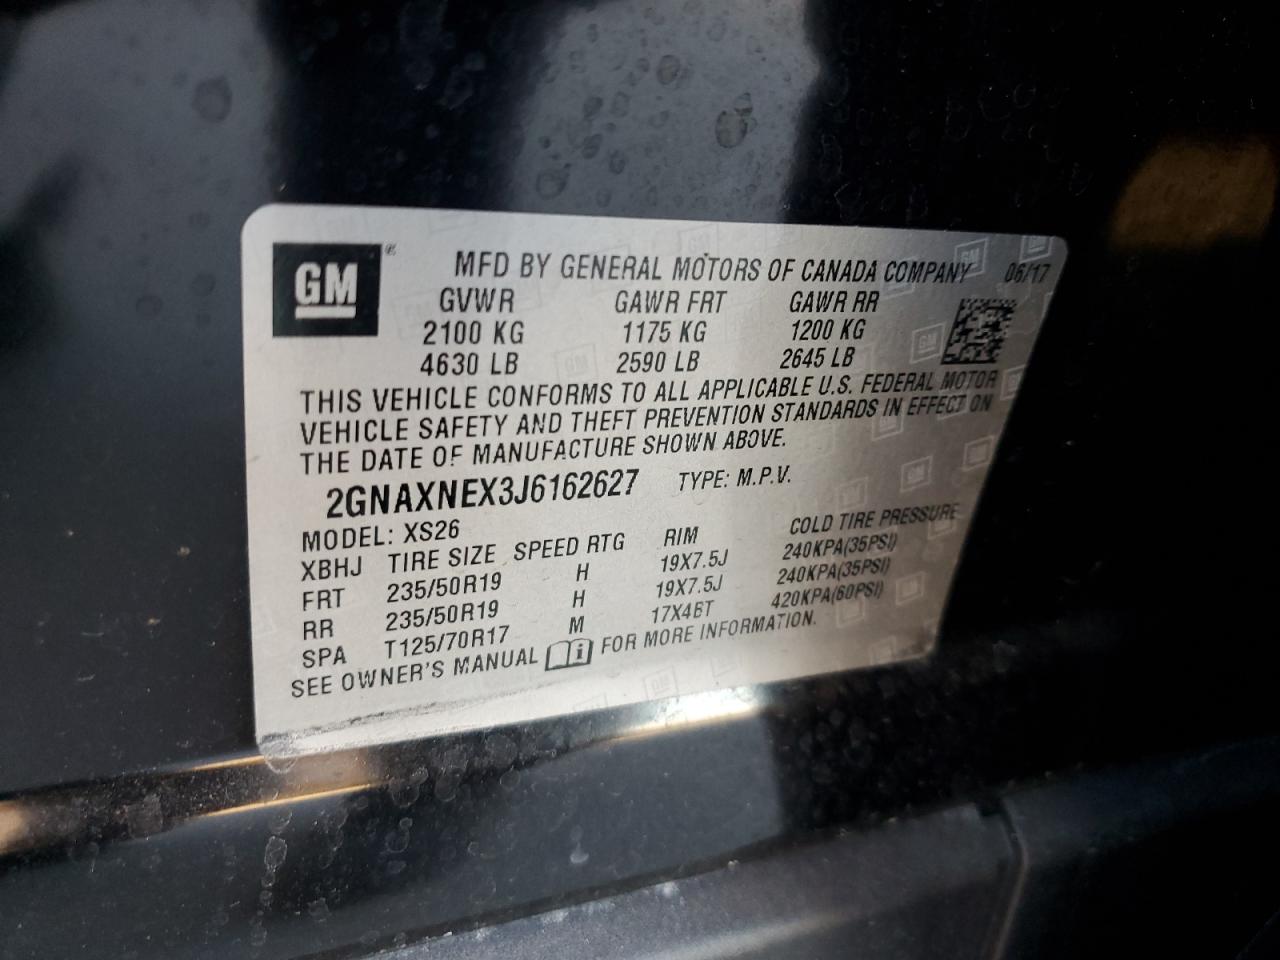 GM ® MFD BY GENERAL MOTORS OF CANADA COMPANY 06/17
GVWR GAWR FRT GAWR RR
2100 KG 1175 KG 1200 KG
4630 LB 2590 LB 2645 LB
THIS VEHICLE CONFORMS TO ALL APPLICABLE U.S. FEDERAL MOTOR
VEHICLE SAFETY AND THEFT PREVENTION STANDARDS IN EFFECT ON
THE DATE OF MANUFACTURE SHOWN ABOVE.
2GNAXNEX3J6162627 TYPE: M.P.V.
MODEL: XS26
XBHJ TIRE SIZE SPEED RTG RIM COLD TIRE PRESSURE
FRT 235/50R19 H 19X7.5J 240KPA(35PSI)
RR 235/50R19 H 19X7.5J 240KPA(35PSI)
SPA T125/70R17 M 17X4BT 420KPA(60PSI)
SEE OWNER'S MANUAL i FOR MORE INFORMATION.